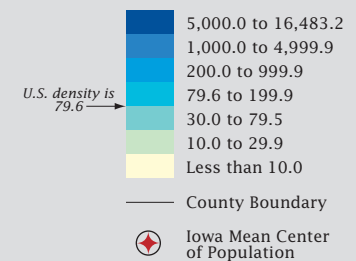 5,000.0 to 16,483.2
1,000.0 to 4,999.9
200.0 to 999.9
U.S. density is
79.6
79.6 to 199.9
30.0 to 79.5
10.0 to 29.9
Less than 10.0
County Boundary
Iowa Mean Center
of Population